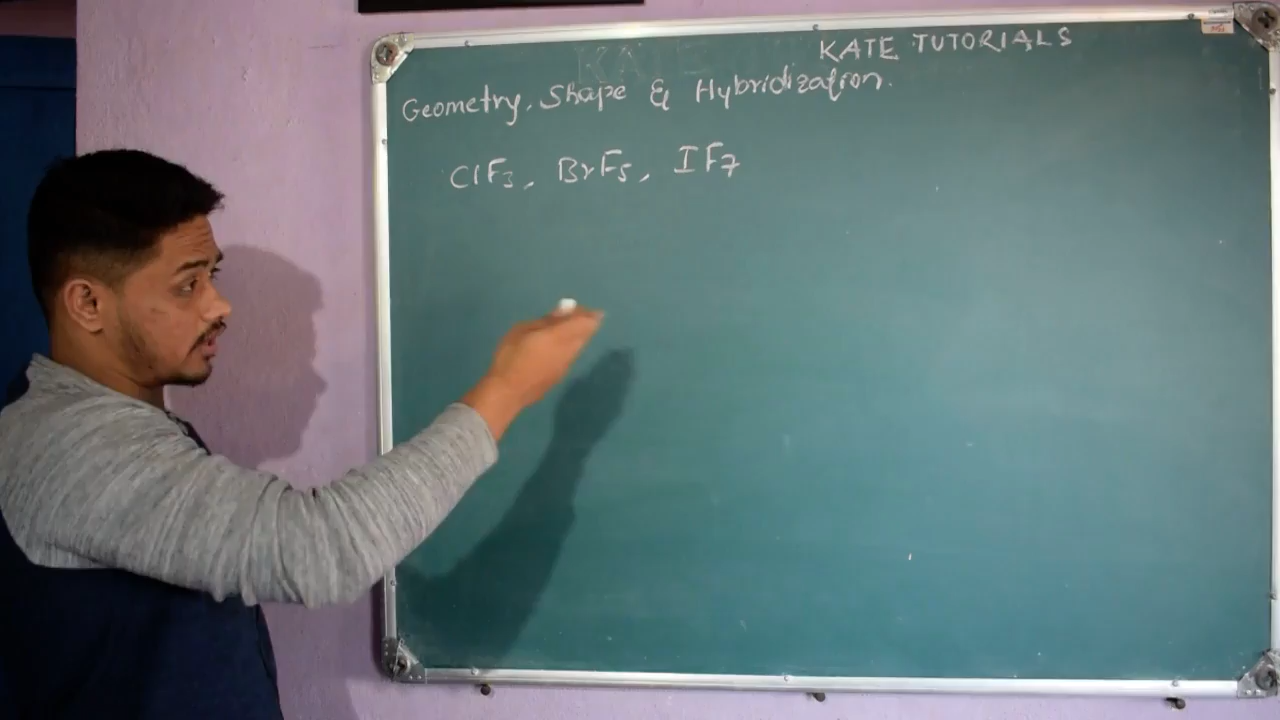 KATE TUTORIALS
Geometry, Shape & Hybridization.
ClF3, BrF5, IF7